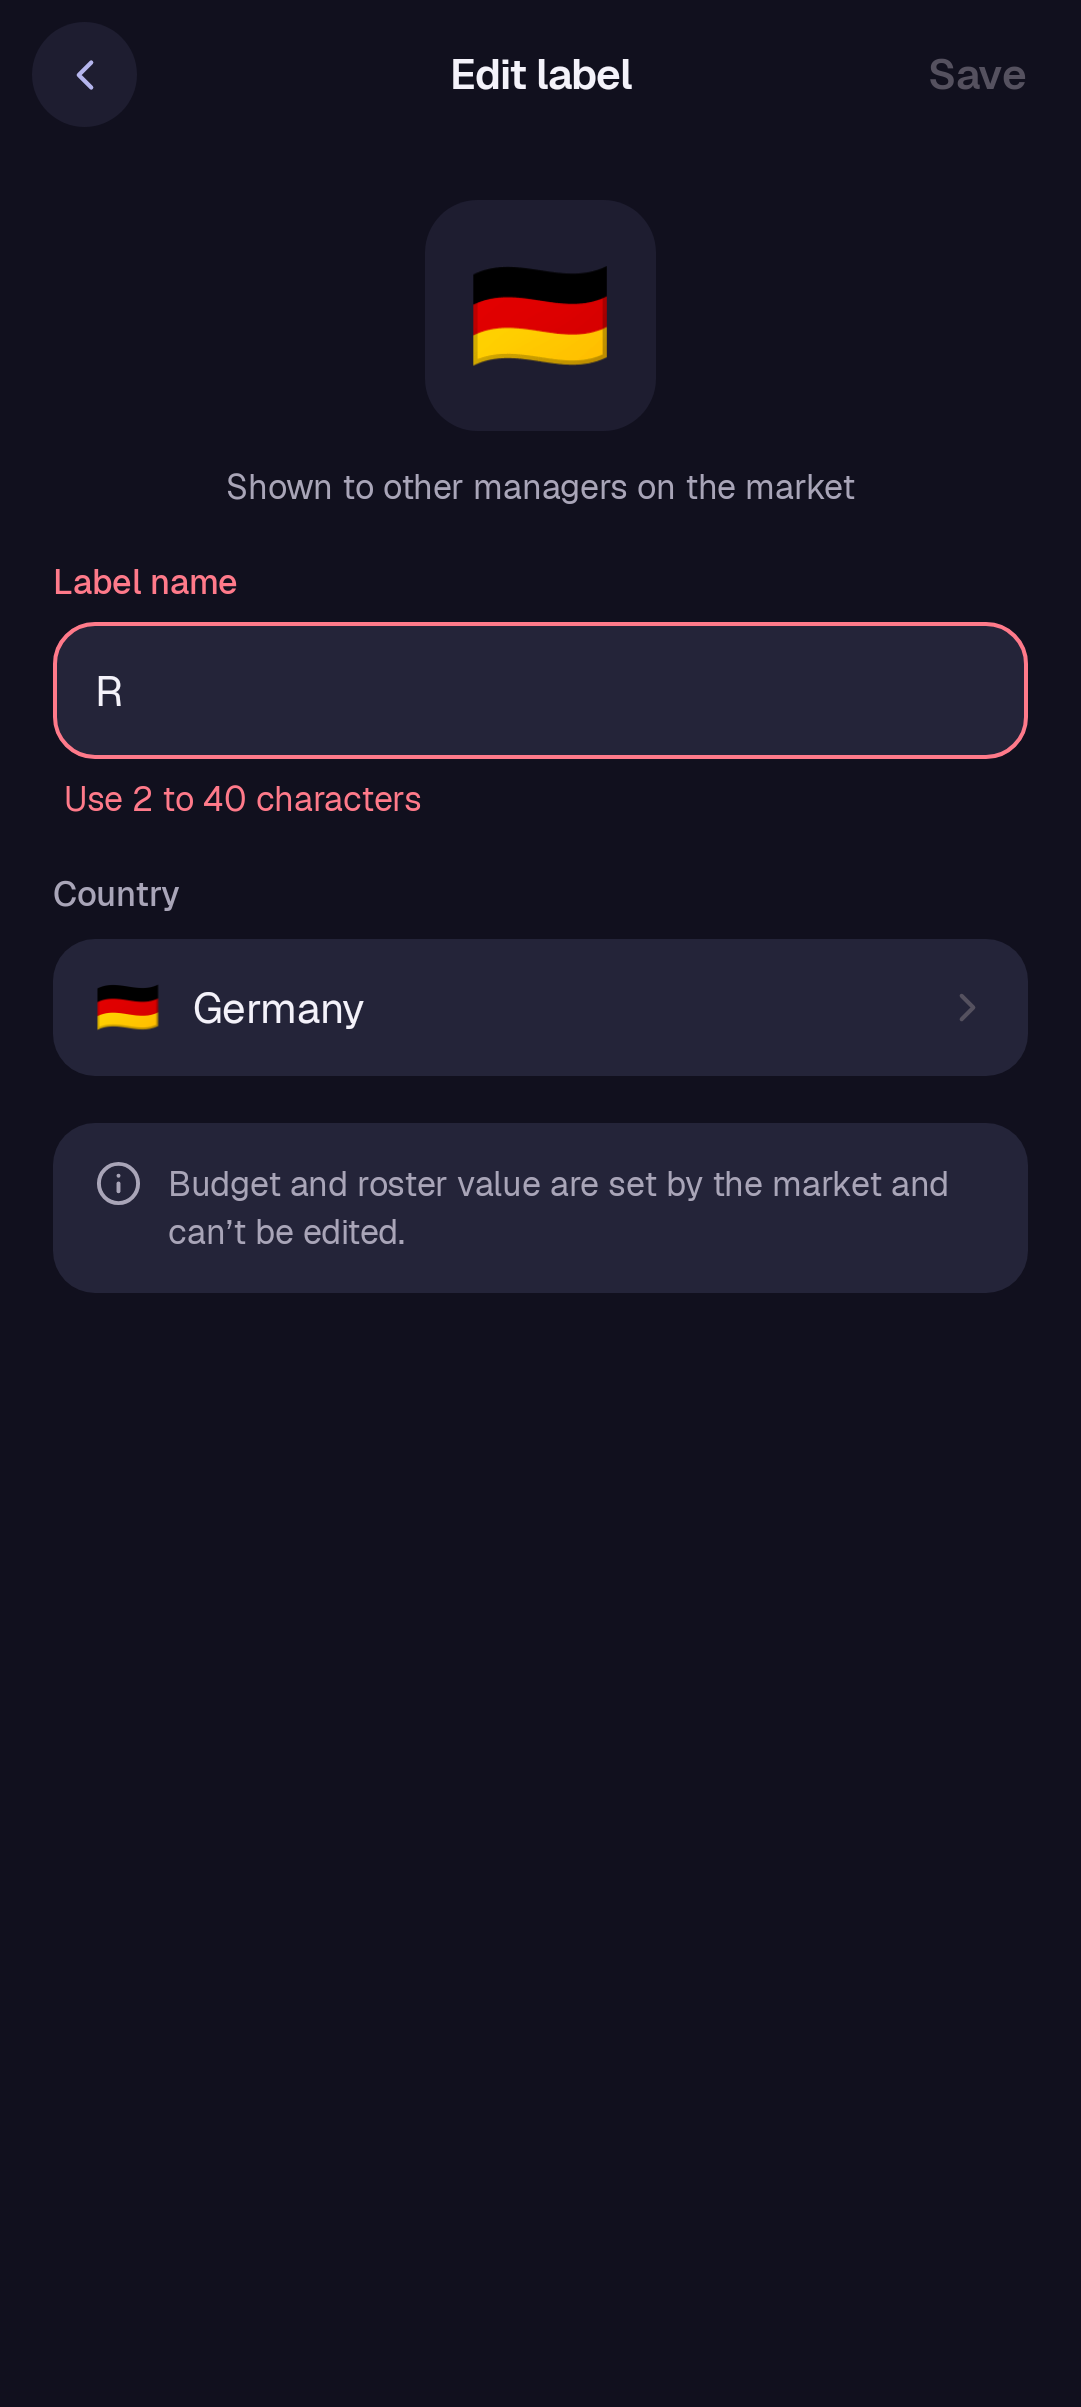 Edit label
Save
Shown to other managers on the market
Label name
R
Use 2 to 40 characters
Country
Germany
Budget and roster value are set by the market and
can’t be edited.